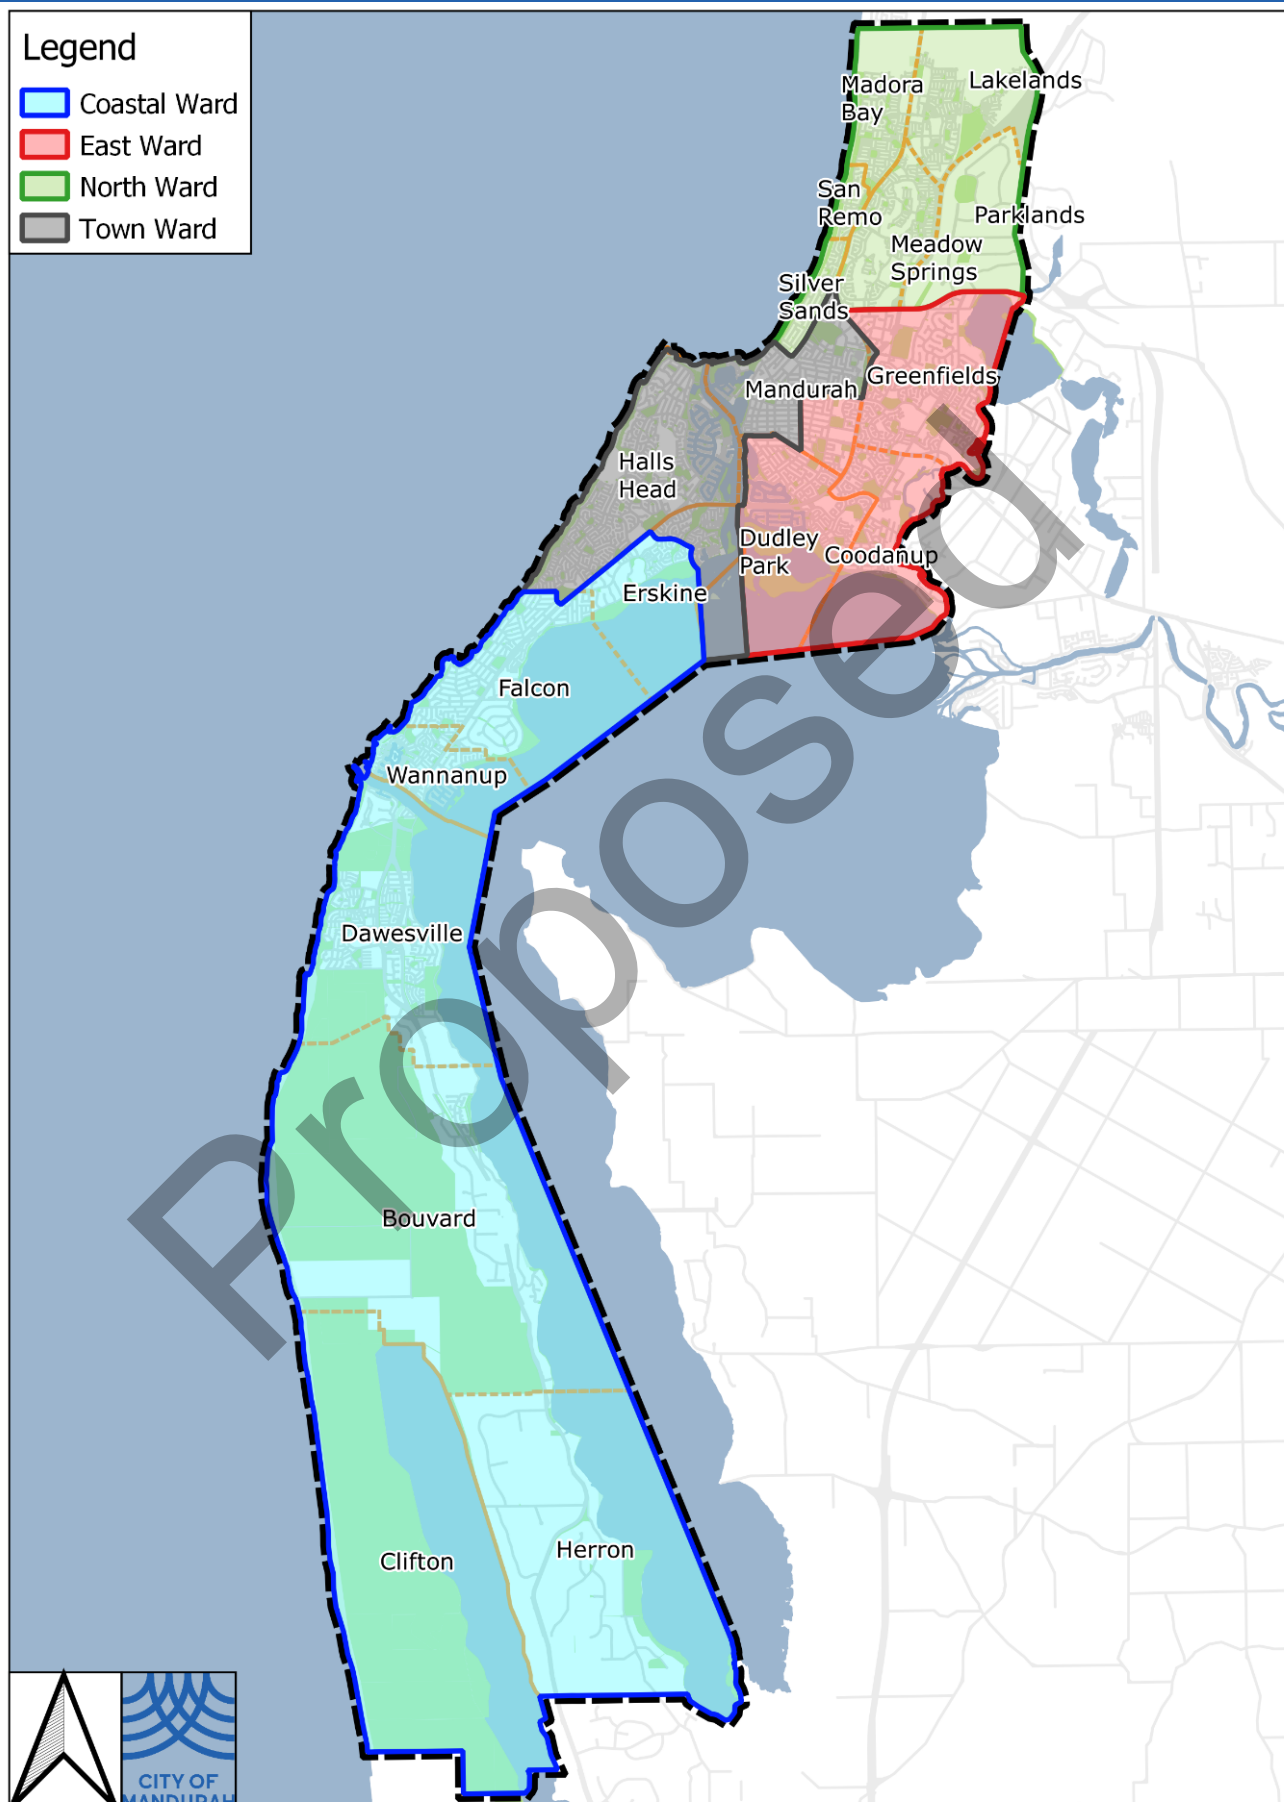 Legend
Coastal Ward
East Ward
North Ward
Town Ward
Madora
Bay
Lakelands
San
Remo
Parklands
Meadow
Springs
Silver
Sands
Greenfields
Mandurah
Halls
Head
Dudley
Park
Coodanup
Erskine
Falcon
Wannanup
Dawesville
Bouvard
Clifton
Herron
Proposed
CITY OF
MANDURAH